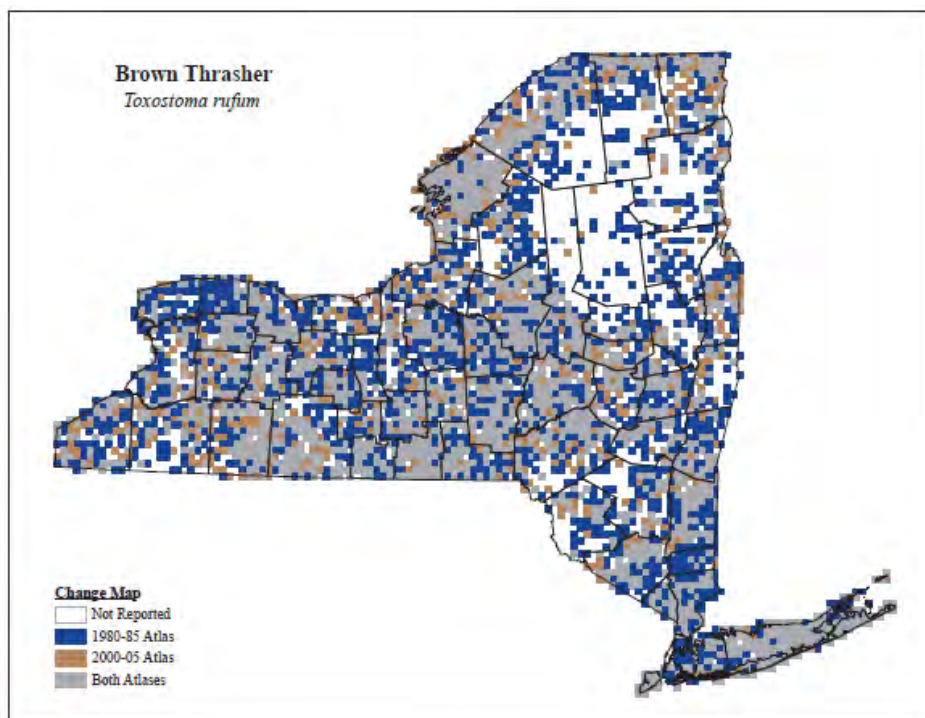 Brown Thrasher
Toxostoma rufum
Change Map
Not Reported
1980-85 Atlas
2000-05 Atlas
Both Atlases